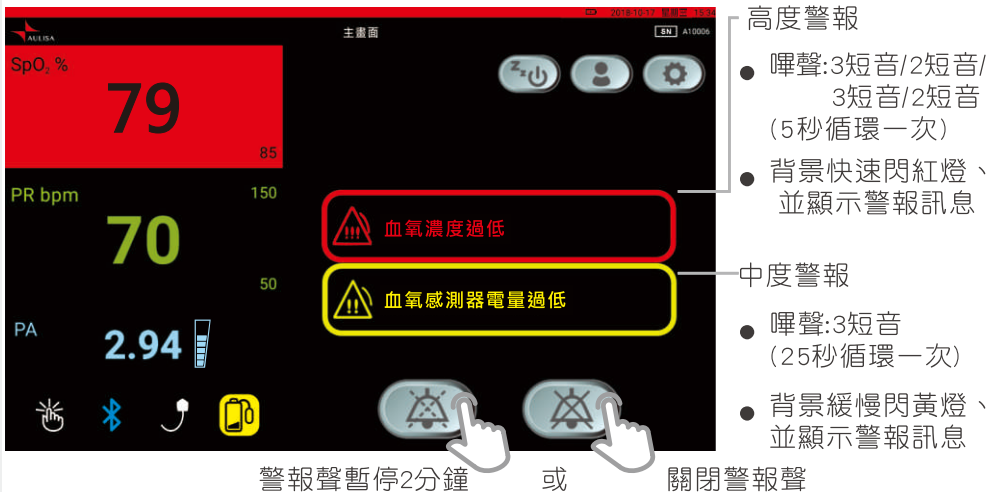 2018-10-17 星期三 15:34
AULISA
主畫面
SN A10006
SpO₂ %
79
85
PR bpm
150
70
50
PA
2.94
血氧濃度過低
血氧感測器電量過低
高度警報
● 嗶聲:3短音/2短音/
3短音/2短音
(5秒循環一次)
● 背景快速閃紅燈、
並顯示警報訊息
中度警報
● 嗶聲:3短音
(25秒循環一次)
● 背景緩慢閃黃燈、
並顯示警報訊息
警報聲暫停2分鐘 或 關閉警報聲